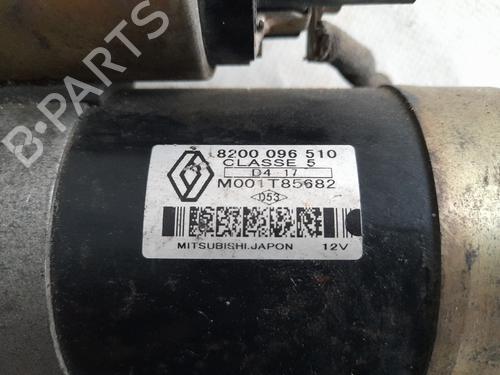 B-PARTS
8200 096 510
CLASSE 5
D4 17
M001T85682
D53
MITSUBISHI.JAPON 12V